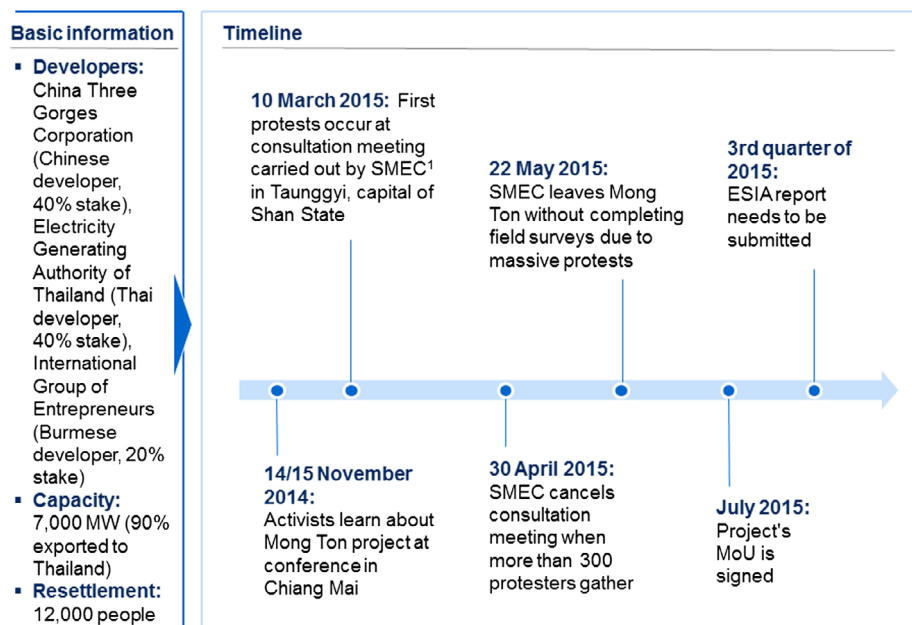 Basic information
▪ Developers:
China Three
Gorges
Corporation
(Chinese
developer,
40% stake),
Electricity
Generating
Authority of
Thailand (Thai
developer,
40% stake),
International
Group of
Entrepreneurs
(Burmese
developer, 20%
stake)
▪ Capacity:
7,000 MW (90%
exported to
Thailand)
▪ Resettlement:
12,000 people
Timeline
10 March 2015: First
protests occur at
consultation meeting
carried out by SMEC¹
in Taunggyi, capital of
Shan State
22 May 2015:
SMEC leaves Mong
Ton without completing
field surveys due to
massive protests
3rd quarter of
2015:
ESIA report
needs to be
submitted
14/15 November
2014:
Activists learn about
Mong Ton project at
conference in
Chiang Mai
30 April 2015:
SMEC cancels
consultation
meeting when
more than 300
protesters gather
July 2015:
Project's
MoU is
signed